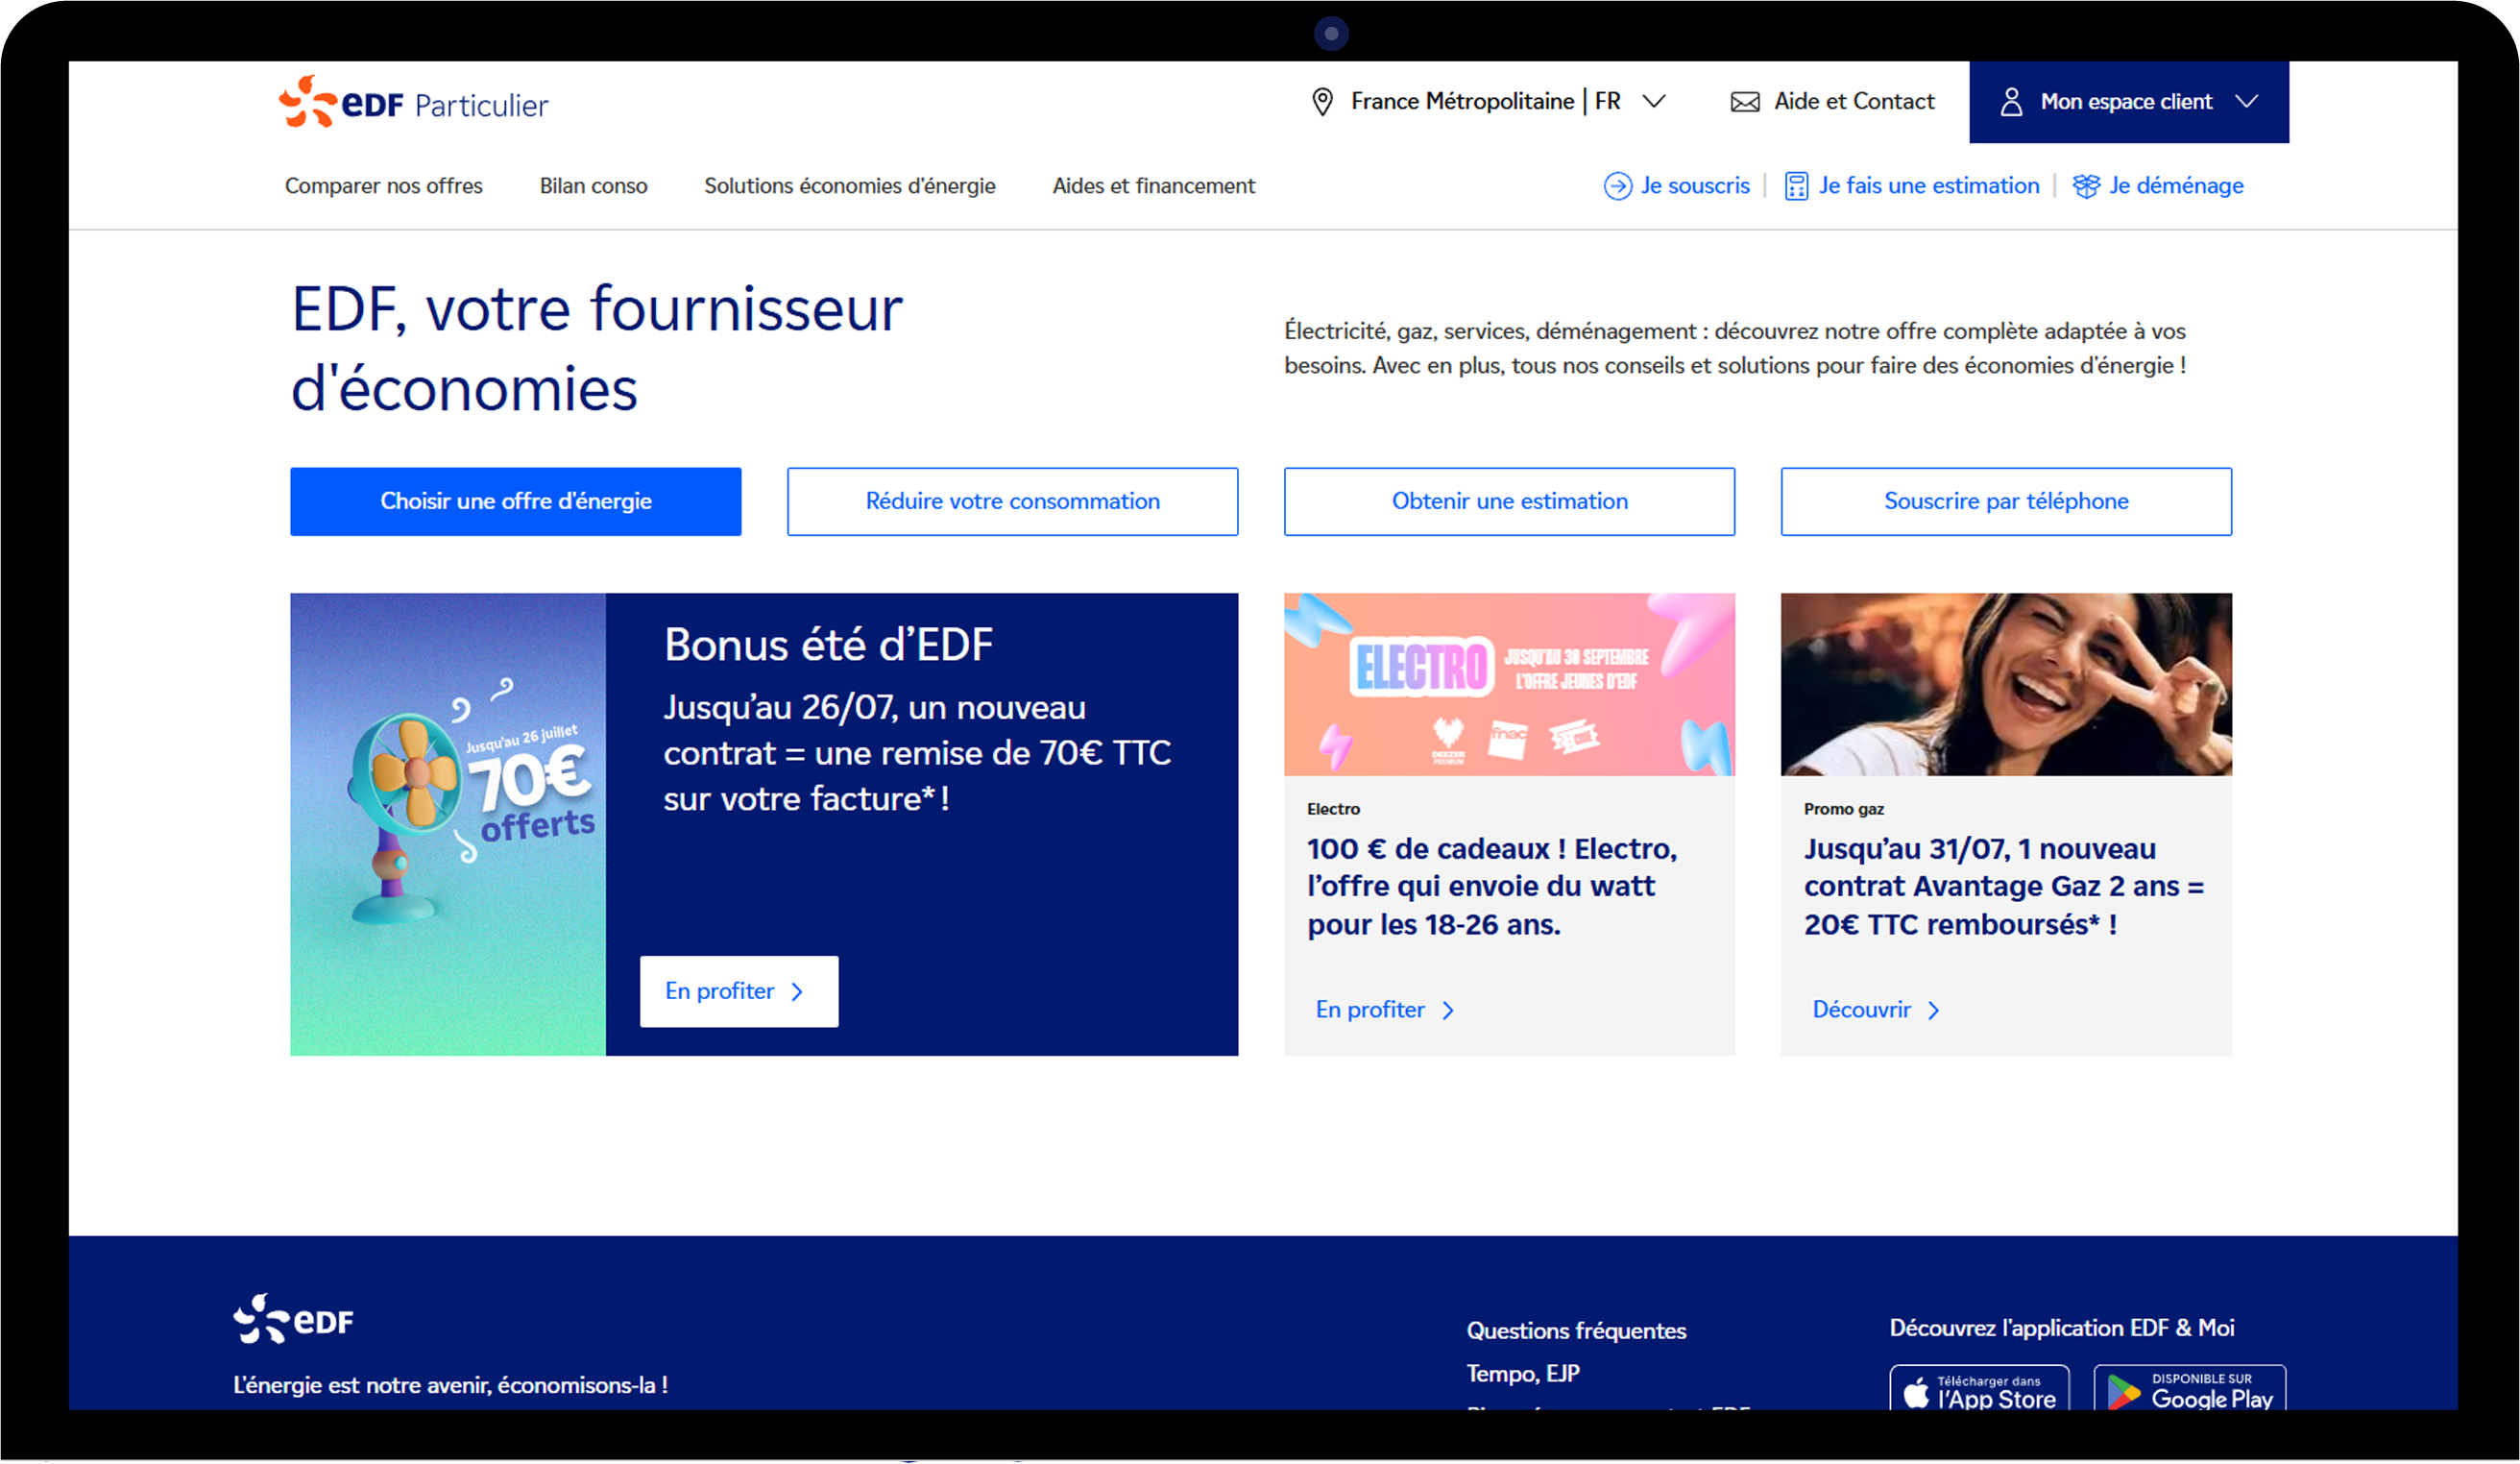 eDF Particulier
France Métropolitaine | FR
Aide et Contact
Mon espace client
Comparer nos offres
Bilan conso
Solutions économies d'énergie
Aides et financement
Je souscris
Je fais une estimation
Je déménage
EDF, votre fournisseur
d'économies
Électricité, gaz, services, déménagement : découvrez notre offre complète adaptée à vos
besoins. Avec en plus, tous nos conseils et solutions pour faire des économies d'énergie !
Choisir une offre d'énergie
Réduire votre consommation
Obtenir une estimation
Souscrire par téléphone
Jusqu'au 26 juillet
70€
offerts
Bonus été d’EDF
Jusqu’au 26/07, un nouveau
contrat = une remise de 70€ TTC
sur votre facture* !
En profiter
ELECTRO
JUSQU'AU 30 SEPTEMBRE
L'OFFRE JEUNES D'EDF
DEEZER
PREMIUM
fnac
CINÉ
Electro
100 € de cadeaux ! Electro,
l’offre qui envoie du watt
pour les 18-26 ans.
En profiter
Promo gaz
Jusqu’au 31/07, 1 nouveau
contrat Avantage Gaz 2 ans =
20€ TTC remboursés* !
Découvrir
eDF
L'énergie est notre avenir, économisons-la !
Questions fréquentes
Tempo, EJP
Découvrez l'application EDF & Moi
Télécharger dans
l'App Store
DISPONIBLE SUR
Google Play